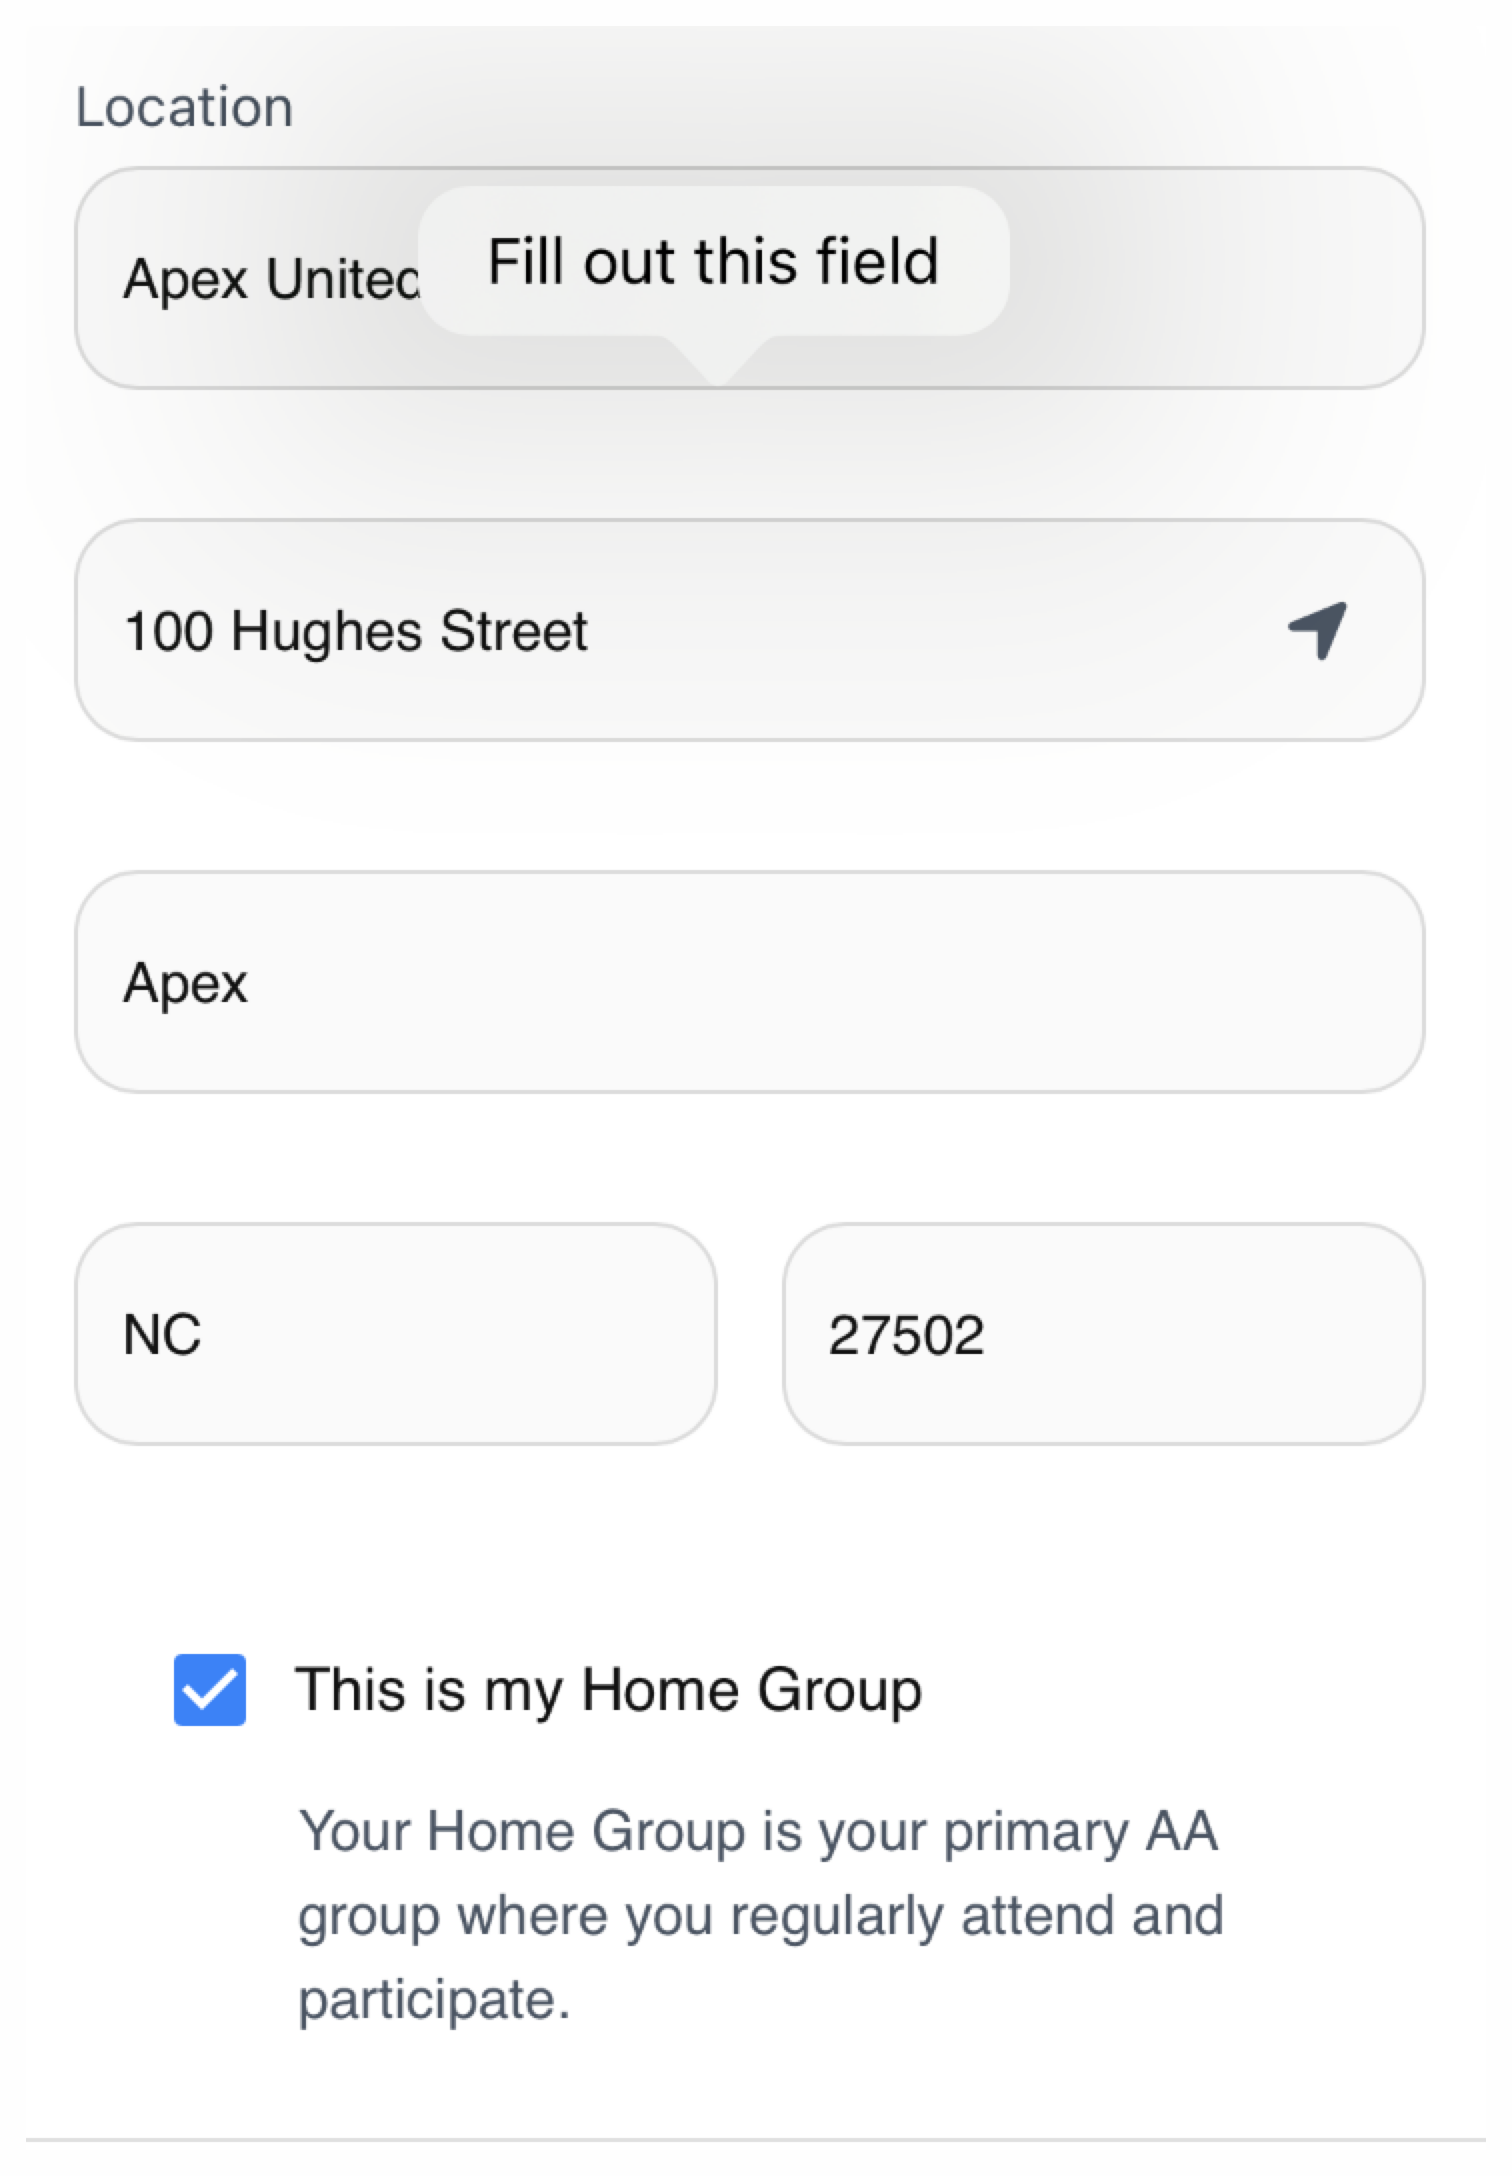 Location
Apex United
Fill out this field
100 Hughes Street
Apex
NC
27502
This is my Home Group
Your Home Group is your primary AA
group where you regularly attend and
participate.